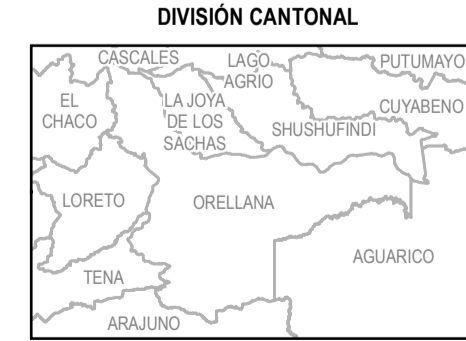 DIVISIÓN CANTONAL
CASCALES
LAGO
AGRIO
PUTUMAYO
EL
CHACO
LA JOYA
DE LOS
SACHAS
CUYABENO
SHUSHUFINDI
LORETO
ORELLANA
AGUARICO
TENA
ARAJUNO